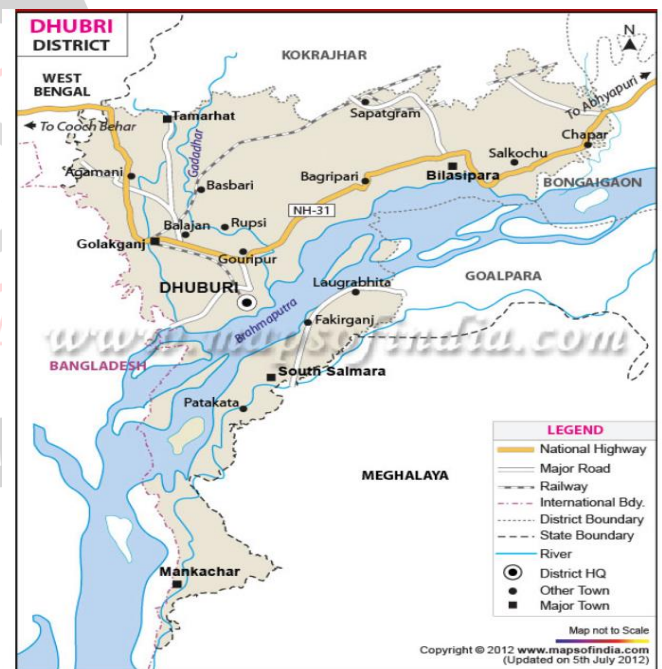 DHUBRI
DISTRICT
N
KOKRAJHAR
WEST
BENGAL
To Abhyapuri
Tamarhat
Sapatgram
To Cooch Behar
Gadadhar
Chapar
Salkochu
Agamani
Bagripari
Bilasipara
Basbari
BONGAIGAON
NH-31
Balajan
Rupsi
Golakganj
Gouripur
GOALPARA
DHUBURI
Laugrabhita
Brahmaputra
Fakirganj
www.mapsofindia.com
BANGLADESH
South Salmara
Patakata
MEGHALAYA
Mankachar
LEGEND
National Highway
Major Road
Railway
International Bdy.
District Boundary
State Boundary
River
District HQ
Other Town
Major Town
Map not to Scale
Copyright © 2012 www.mapsofindia.com
(Updated on 5th July 2012)